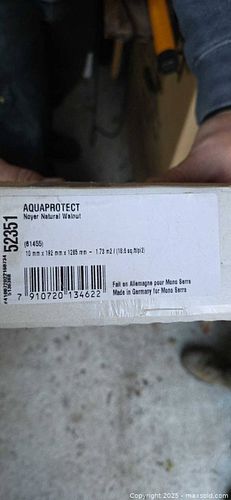 AQUAPROTECT
Noyer Natural Walnut
52351
(61455)
10 mm x 192 mm x 1285 mm – 1.73 m2 / (18.6 sq.ft/pi2)
Fait en Allemagne pour Mono Serra
Made in Germany for Mono Serra
7 910720 134622
Copyright 2025 - maxsold.com